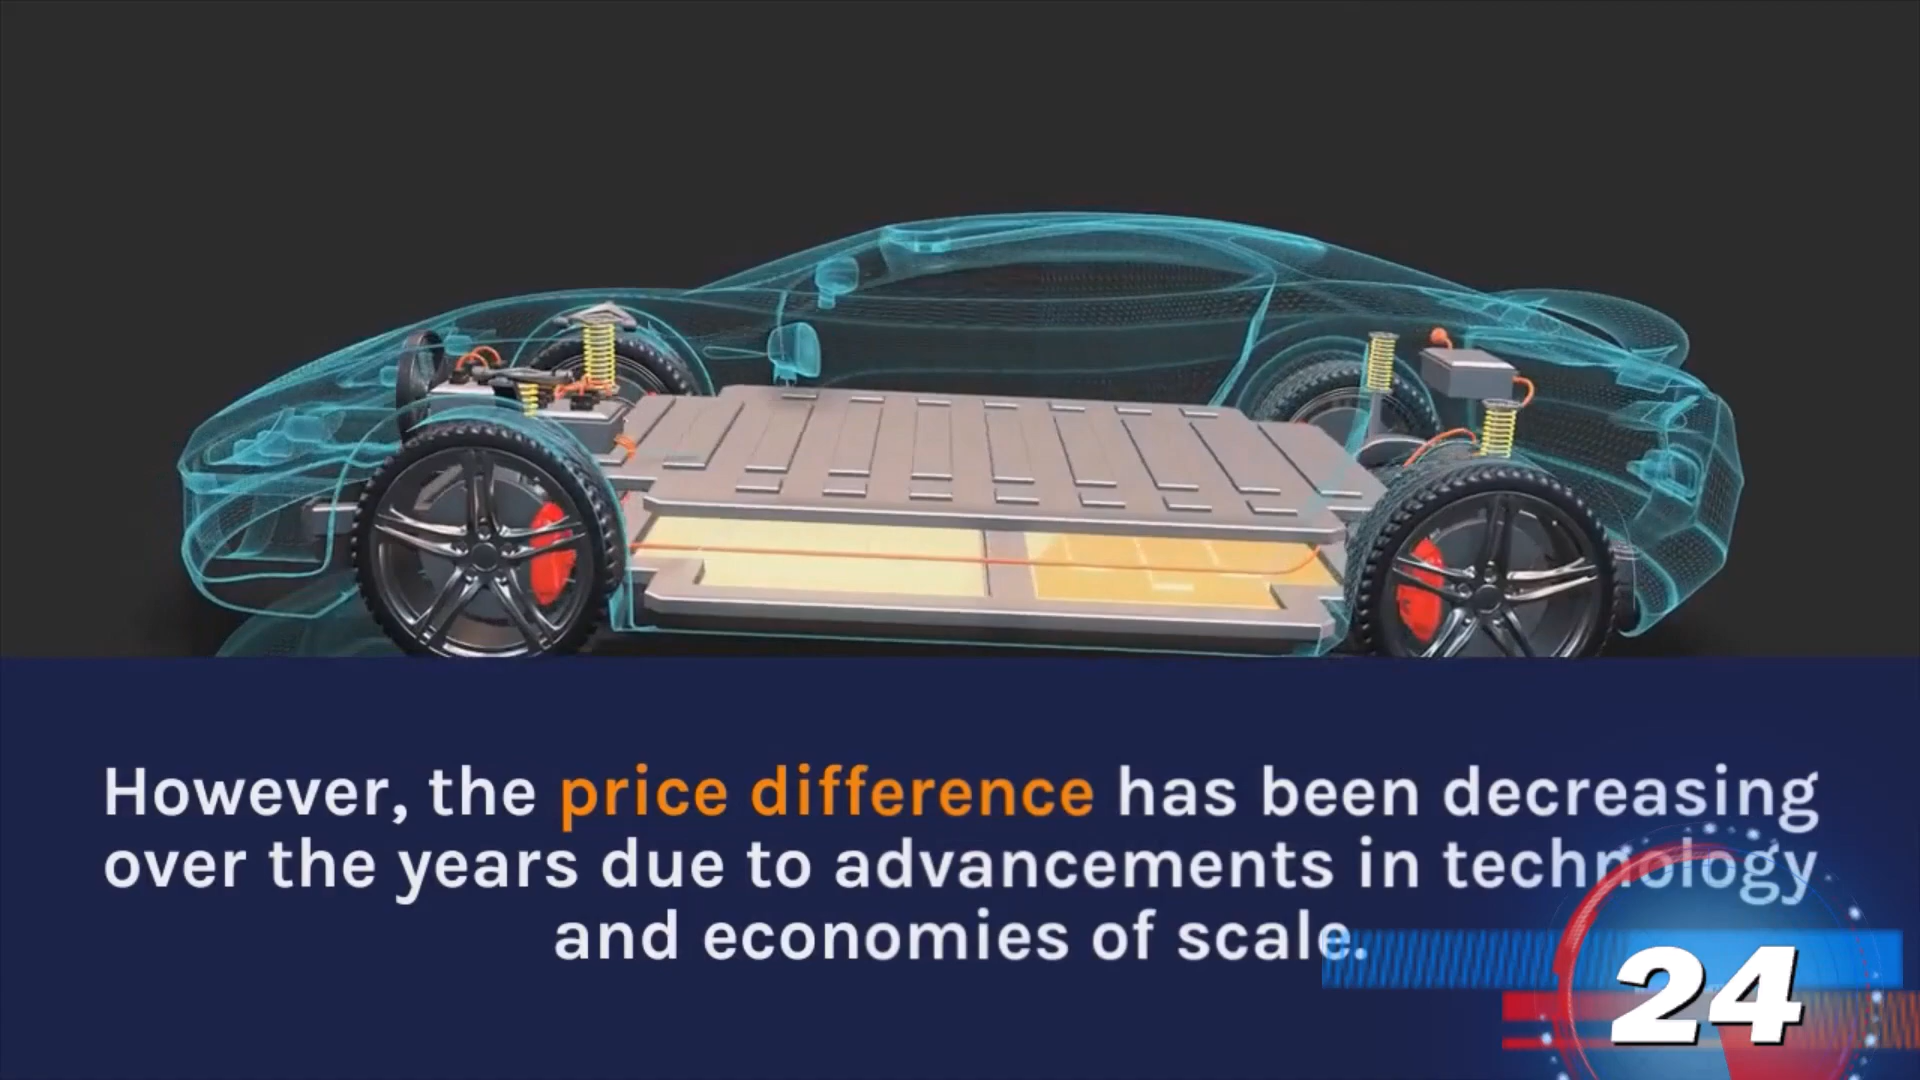 However, the price difference has been decreasing
over the years due to advancements in technology
and economies of scale.
24